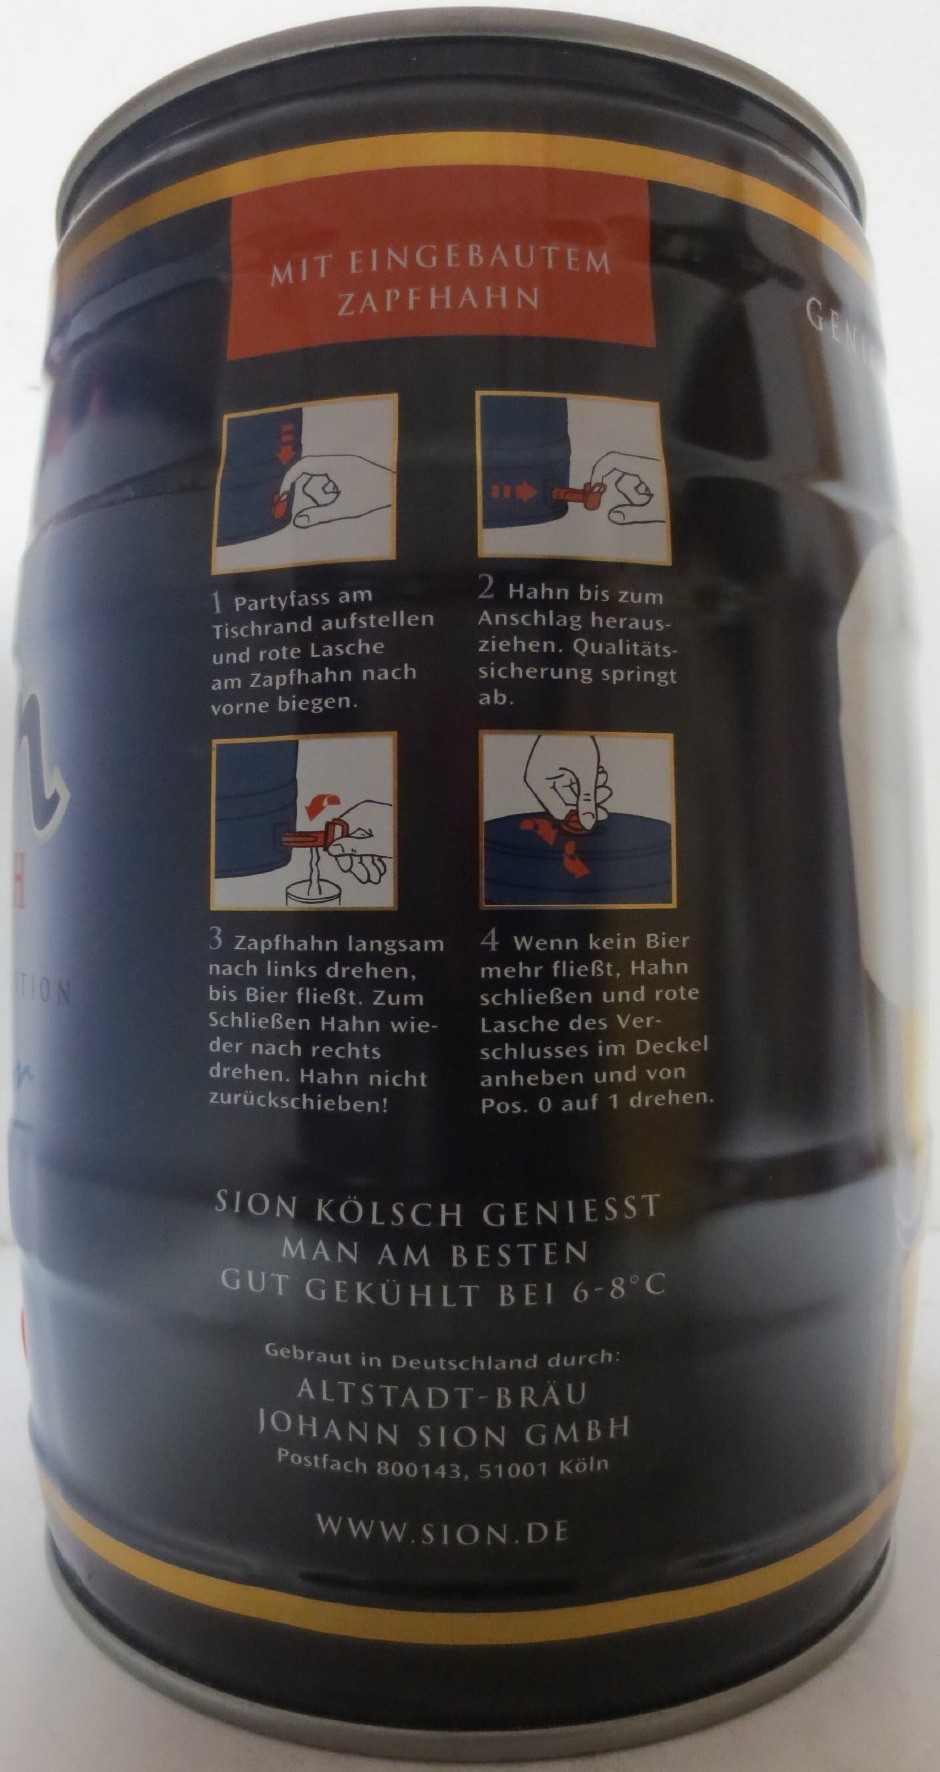 MIT EINGEBAUTEM
ZAPFHAHN
1 Partyfass am
Tischrand aufstellen
und rote Lasche
am Zapfhahn nach
vorne biegen.
2 Hahn bis zum
Anschlag heraus-
ziehen. Qualitäts-
sicherung springt
ab.
3 Zapfhahn langsam
nach links drehen,
bis Bier fließt. Zum
Schließen Hahn wie-
der nach rechts
drehen. Hahn nicht
zurückschieben!
4 Wenn kein Bier
mehr fließt, Hahn
schließen und rote
Lasche des Ver-
schlusses im Deckel
anheben und von
Pos. 0 auf 1 drehen.
SION KÖLSCH GENIESST
MAN AM BESTEN
GUT GEKÜHLT BEI 6-8°C
Gebraut in Deutschland durch:
ALTSTADT-BRÄU
JOHANN SION GMBH
Postfach 800143, 51001 Köln
WWW.SION.DE